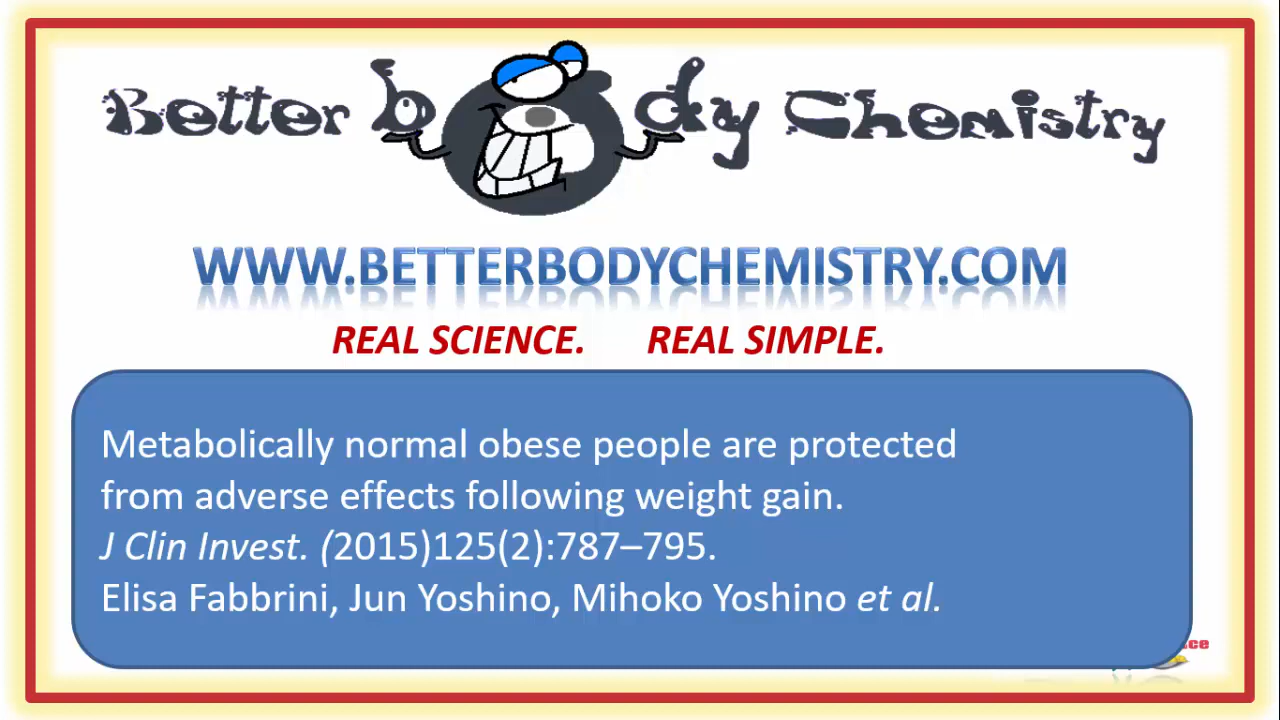 Better body Chemistry
WWW.BETTERBODYCHEMISTRY.COM
REAL SCIENCE. REAL SIMPLE.
Metabolically normal obese people are protected
from adverse effects following weight gain.
J Clin Invest. (2015)125(2):787–795.
Elisa Fabbrini, Jun Yoshino, Mihoko Yoshino et al.